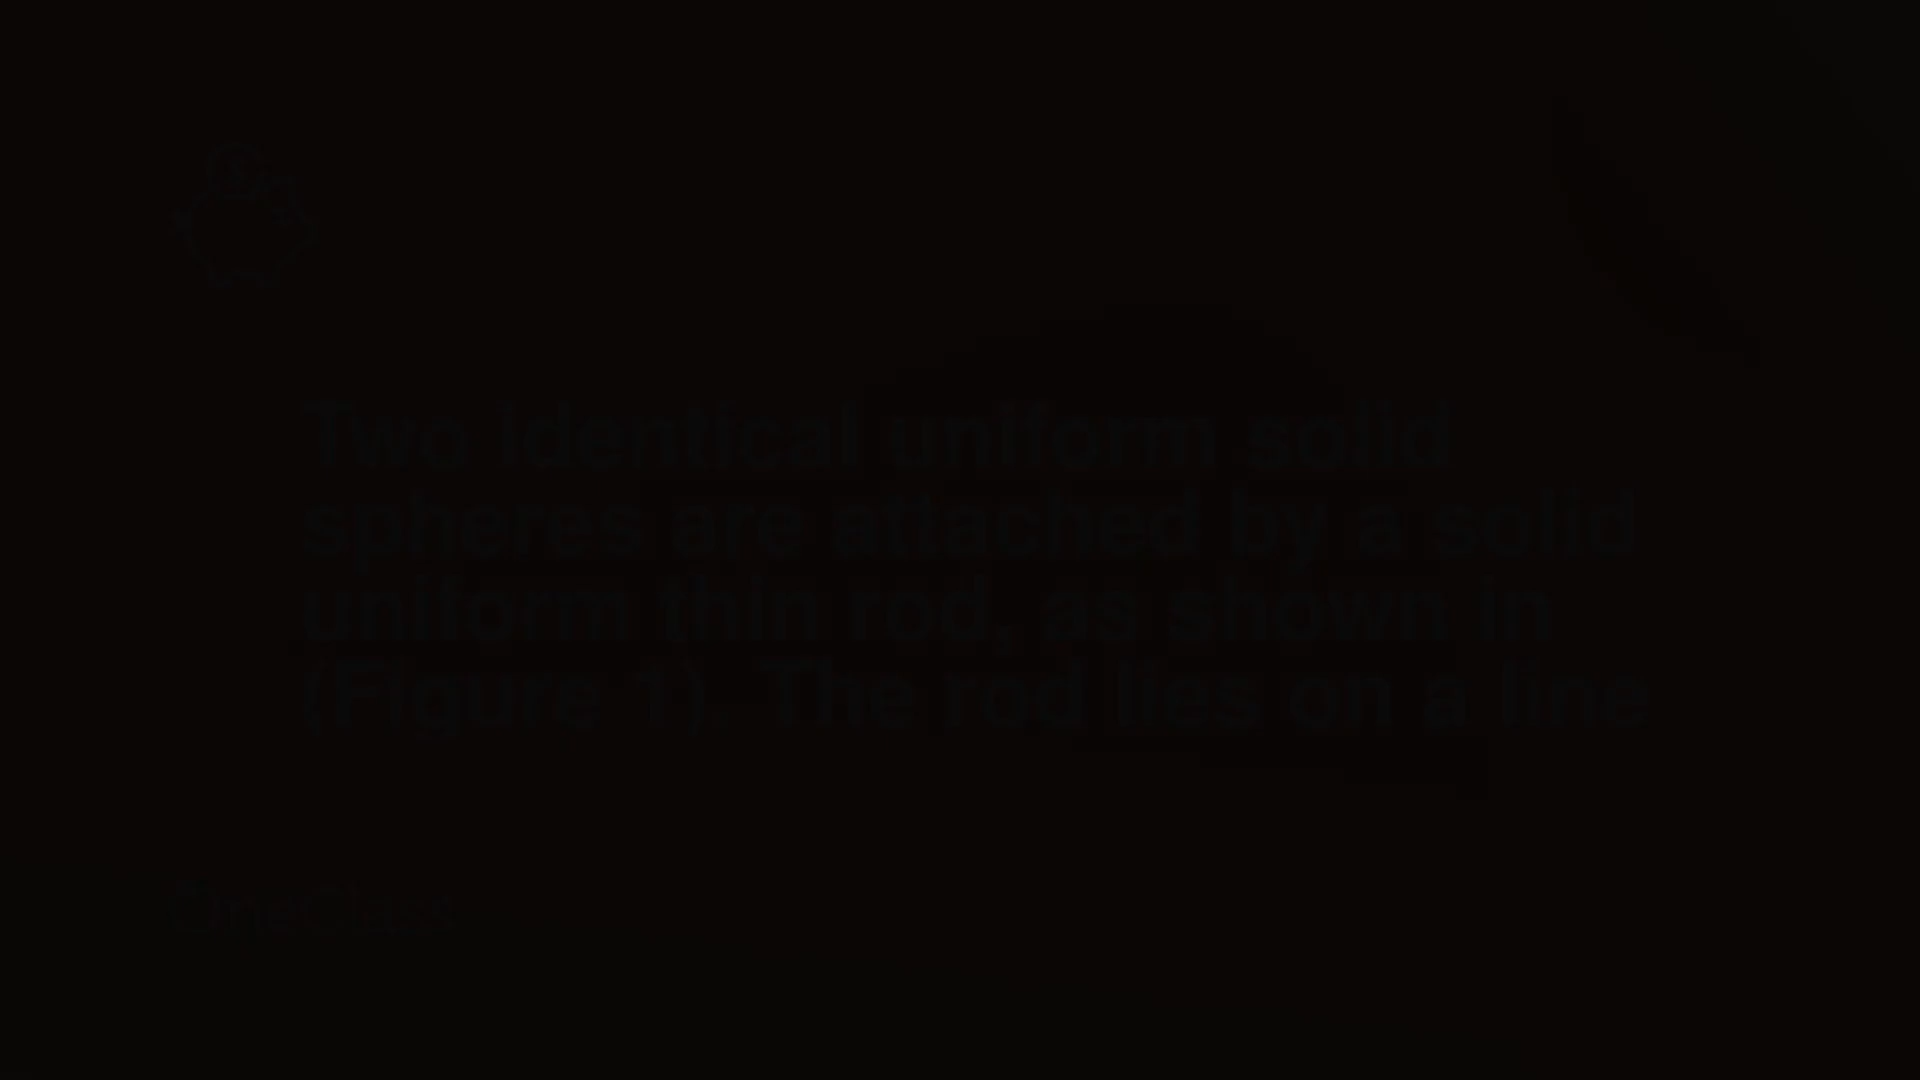 Two identical uniform solid
spheres are attached by a solid
uniform thin rod, as shown in
(Figure 1). The rod lies on a line
OneClass